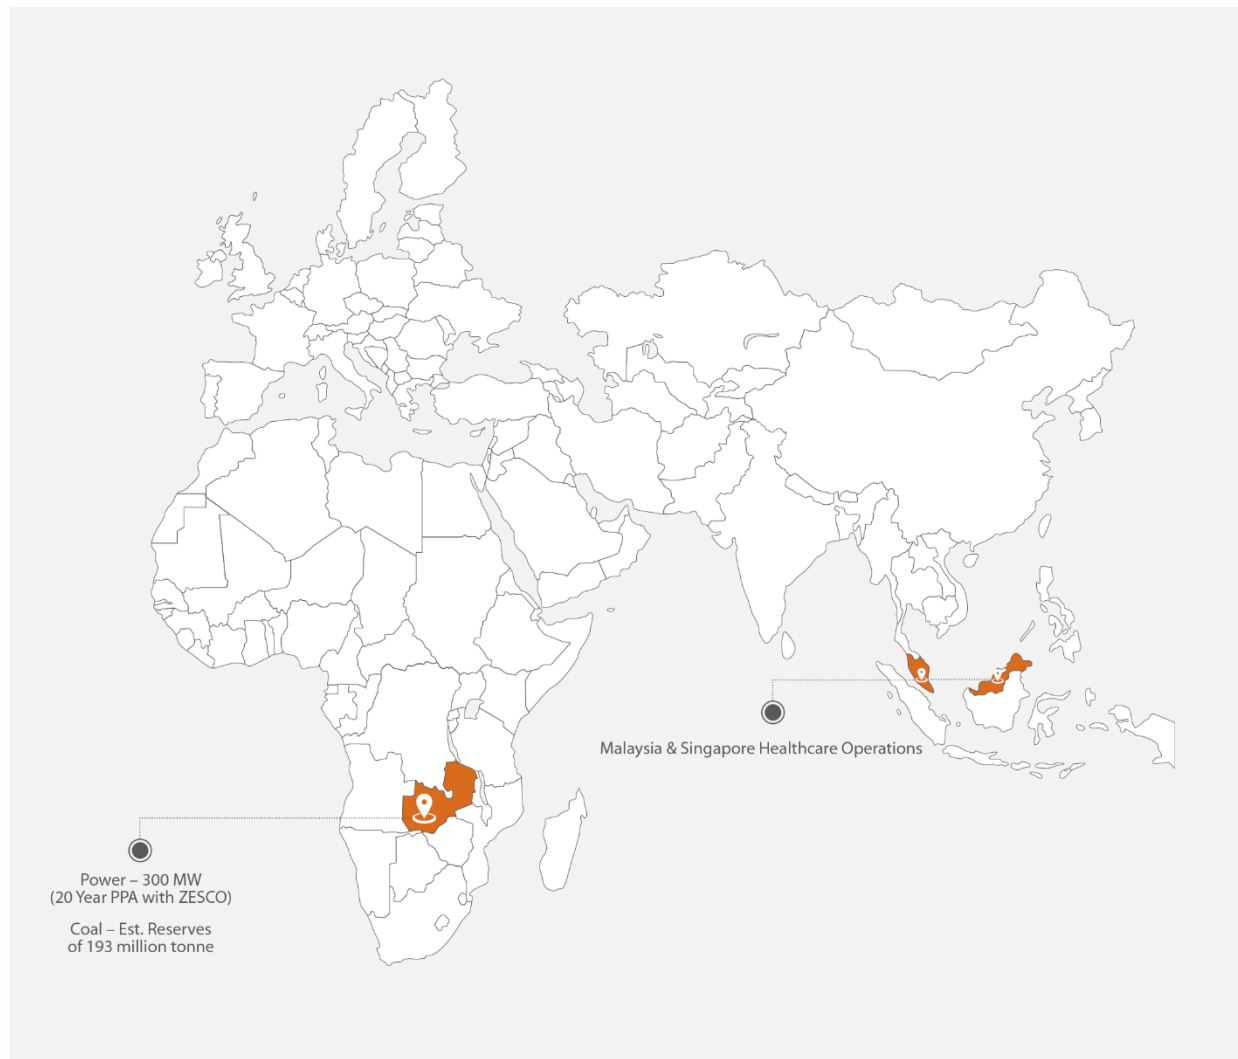 Malaysia & Singapore Healthcare Operations
Power – 300 MW
(20 Year PPA with ZESCO)
Coal – Est. Reserves
of 193 million tonne